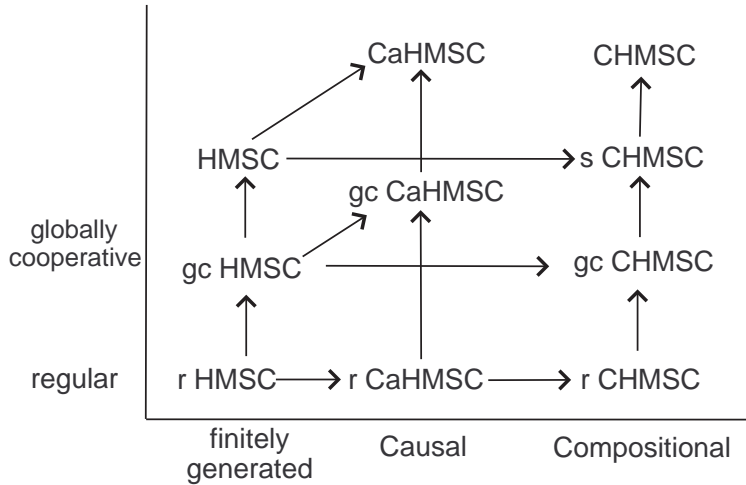 CaHMSC
CHMSC
HMSC
s CHMSC
gc CaHMSC
globally
cooperative
gc HMSC
gc CHMSC
regular
r HMSC
r CaHMSC
r CHMSC
finitely
generated
Causal
Compositional